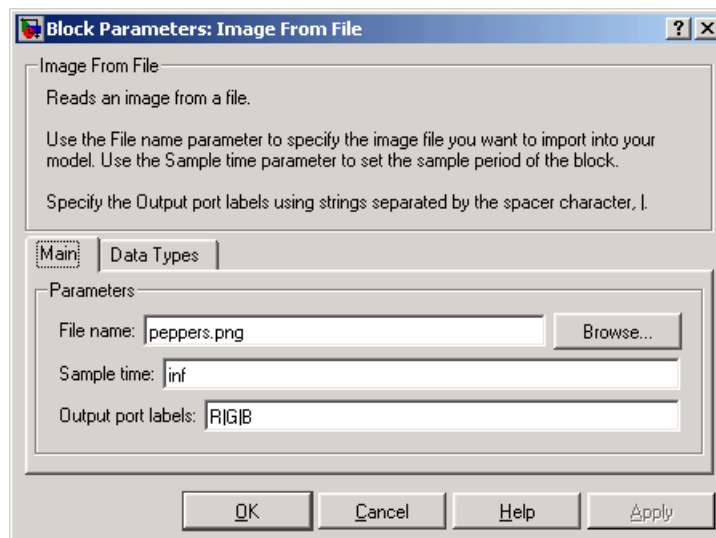 Block Parameters: Image From File
Image From File
Reads an image from a file.
Use the File name parameter to specify the image file you want to import into your
model. Use the Sample time parameter to set the sample period of the block.
Specify the Output port labels using strings separated by the spacer character, |.
Main Data Types
Parameters
File name: peppers.png Browse...
Sample time: inf
Output port labels: R|G|B
OK Cancel Help Apply